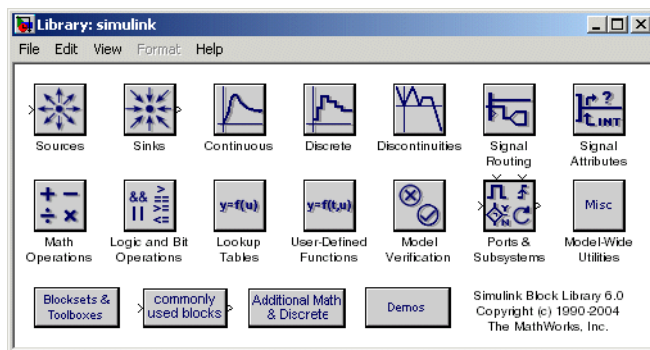 Library: simulink
File Edit View Format Help
? INT
Sources Sinks Continuous Discrete Discontinuities Signal Routing Signal Attributes
+ − ÷ × && || > == >= <= y=f(u) y=f(t,u) Y N Misc
Math Operations Logic and Bit Operations Lookup Tables User-Defined Functions Model Verification Ports & Subsystems Model-Wide Utilities
Blocksets & Toolboxes commonly used blocks Additional Math & Discrete Demos
Simulink Block Library 6.0
Copyright (c) 1990-2004
The MathWorks, Inc.